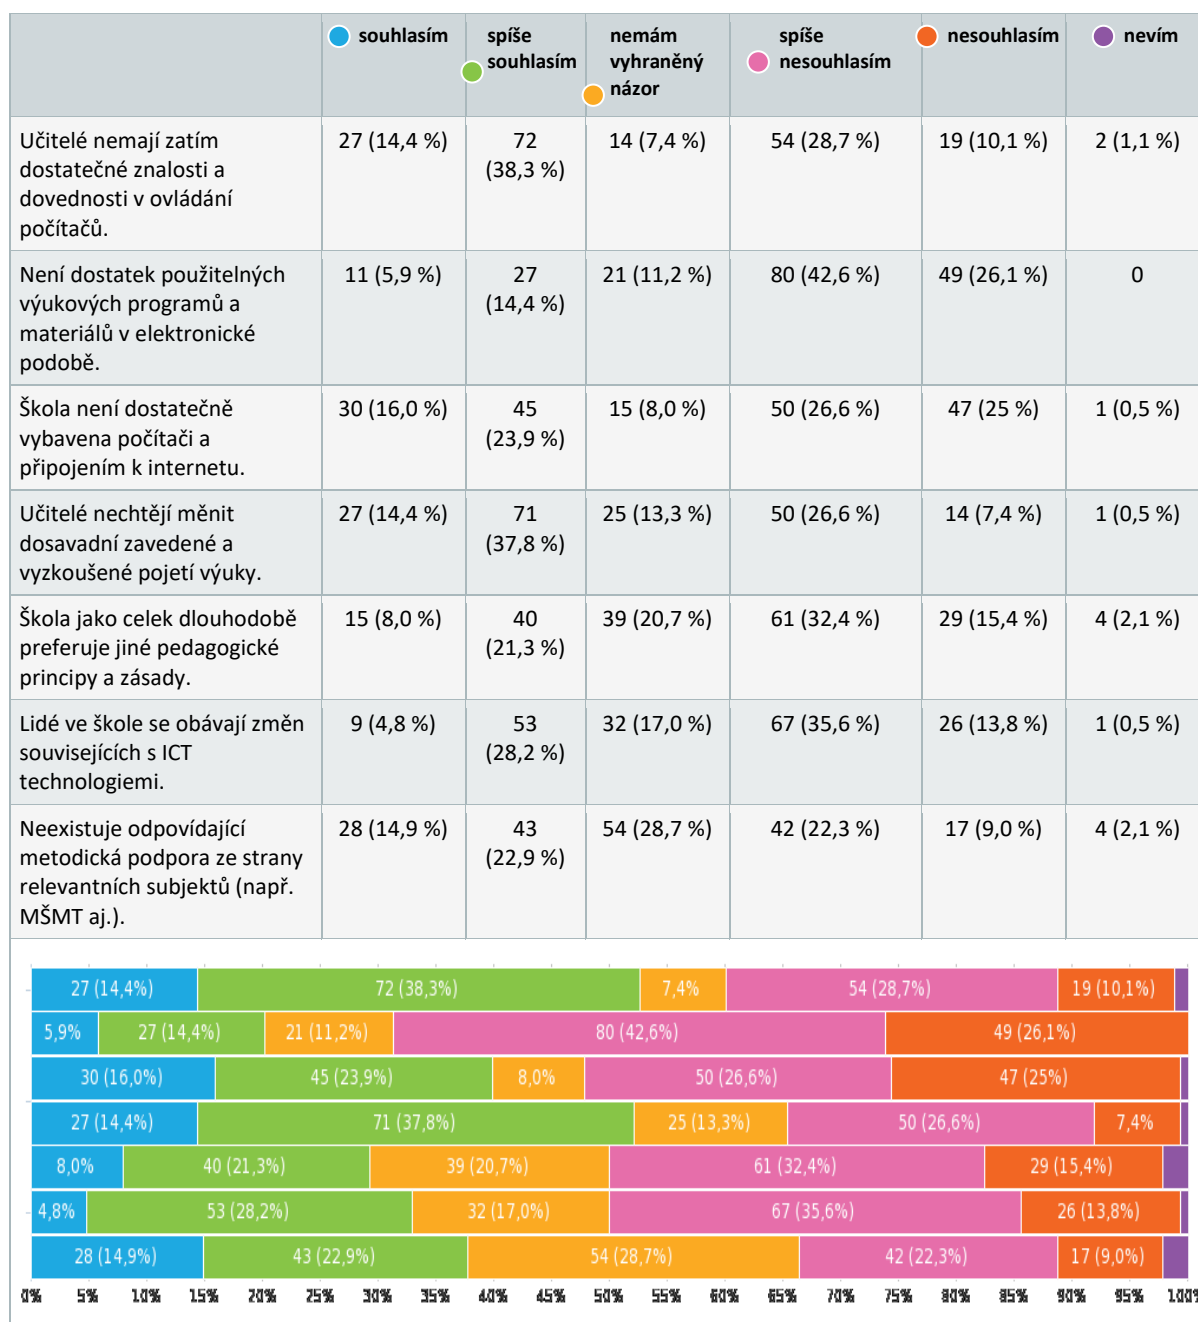 souhlasím
spíše
souhlasím
nemám
vyhraněný
názor
spíše
nesouhlasím
nesouhlasím
nevím
Učitelé nemají zatím
dostatečné znalosti a
dovednosti v ovládání
počítačů.
27 (14,4 %)
72
(38,3 %)
14 (7,4 %)
54 (28,7 %)
19 (10,1 %)
2 (1,1 %)
Není dostatek použitelných
výukových programů a
materiálů v elektronické
podobě.
11 (5,9 %)
27
(14,4 %)
21 (11,2 %)
80 (42,6 %)
49 (26,1 %)
0
Škola není dostatečně
vybavena počítači a
připojením k internetu.
30 (16,0 %)
45
(23,9 %)
15 (8,0 %)
50 (26,6 %)
47 (25 %)
1 (0,5 %)
Učitelé nechtějí měnit
dosavadní zavedené a
vyzkoušené pojetí výuky.
27 (14,4 %)
71
(37,8 %)
25 (13,3 %)
50 (26,6 %)
14 (7,4 %)
1 (0,5 %)
Škola jako celek dlouhodobě
preferuje jiné pedagogické
principy a zásady.
15 (8,0 %)
40
(21,3 %)
39 (20,7 %)
61 (32,4 %)
29 (15,4 %)
4 (2,1 %)
Lidé ve škole se obávají změn
souvisejících s ICT
technologiemi.
9 (4,8 %)
53
(28,2 %)
32 (17,0 %)
67 (35,6 %)
26 (13,8 %)
1 (0,5 %)
Neexistuje odpovídající
metodická podpora ze strany
relevantních subjektů (např.
MŠMT aj.).
28 (14,9 %)
43
(22,9 %)
54 (28,7 %)
42 (22,3 %)
17 (9,0 %)
4 (2,1 %)
27 (14,4%) 72 (38,3%) 7,4% 54 (28,7%) 19 (10,1%)
5,9% 27 (14,4%) 21 (11,2%) 80 (42,6%) 49 (26,1%)
30 (16,0%) 45 (23,9%) 8,0% 50 (26,6%) 47 (25%)
27 (14,4%) 71 (37,8%) 25 (13,3%) 50 (26,6%) 7,4%
8,0% 40 (21,3%) 39 (20,7%) 61 (32,4%) 29 (15,4%)
4,8% 53 (28,2%) 32 (17,0%) 67 (35,6%) 26 (13,8%)
28 (14,9%) 43 (22,9%) 54 (28,7%) 42 (22,3%) 17 (9,0%)
0% 5% 10% 15% 20% 25% 30% 35% 40% 45% 50% 55% 60% 65% 70% 75% 80% 85% 90% 95% 100%